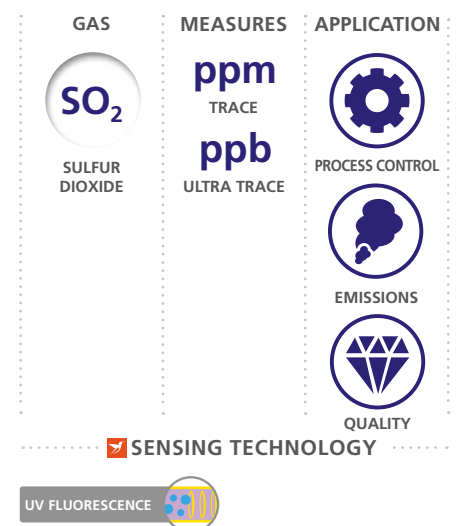 GAS
SO₂
SULFUR
DIOXIDE
MEASURES
ppm
TRACE
ppb
ULTRA TRACE
APPLICATION
PROCESS CONTROL
EMISSIONS
QUALITY
SENSING TECHNOLOGY
UV FLUORESCENCE